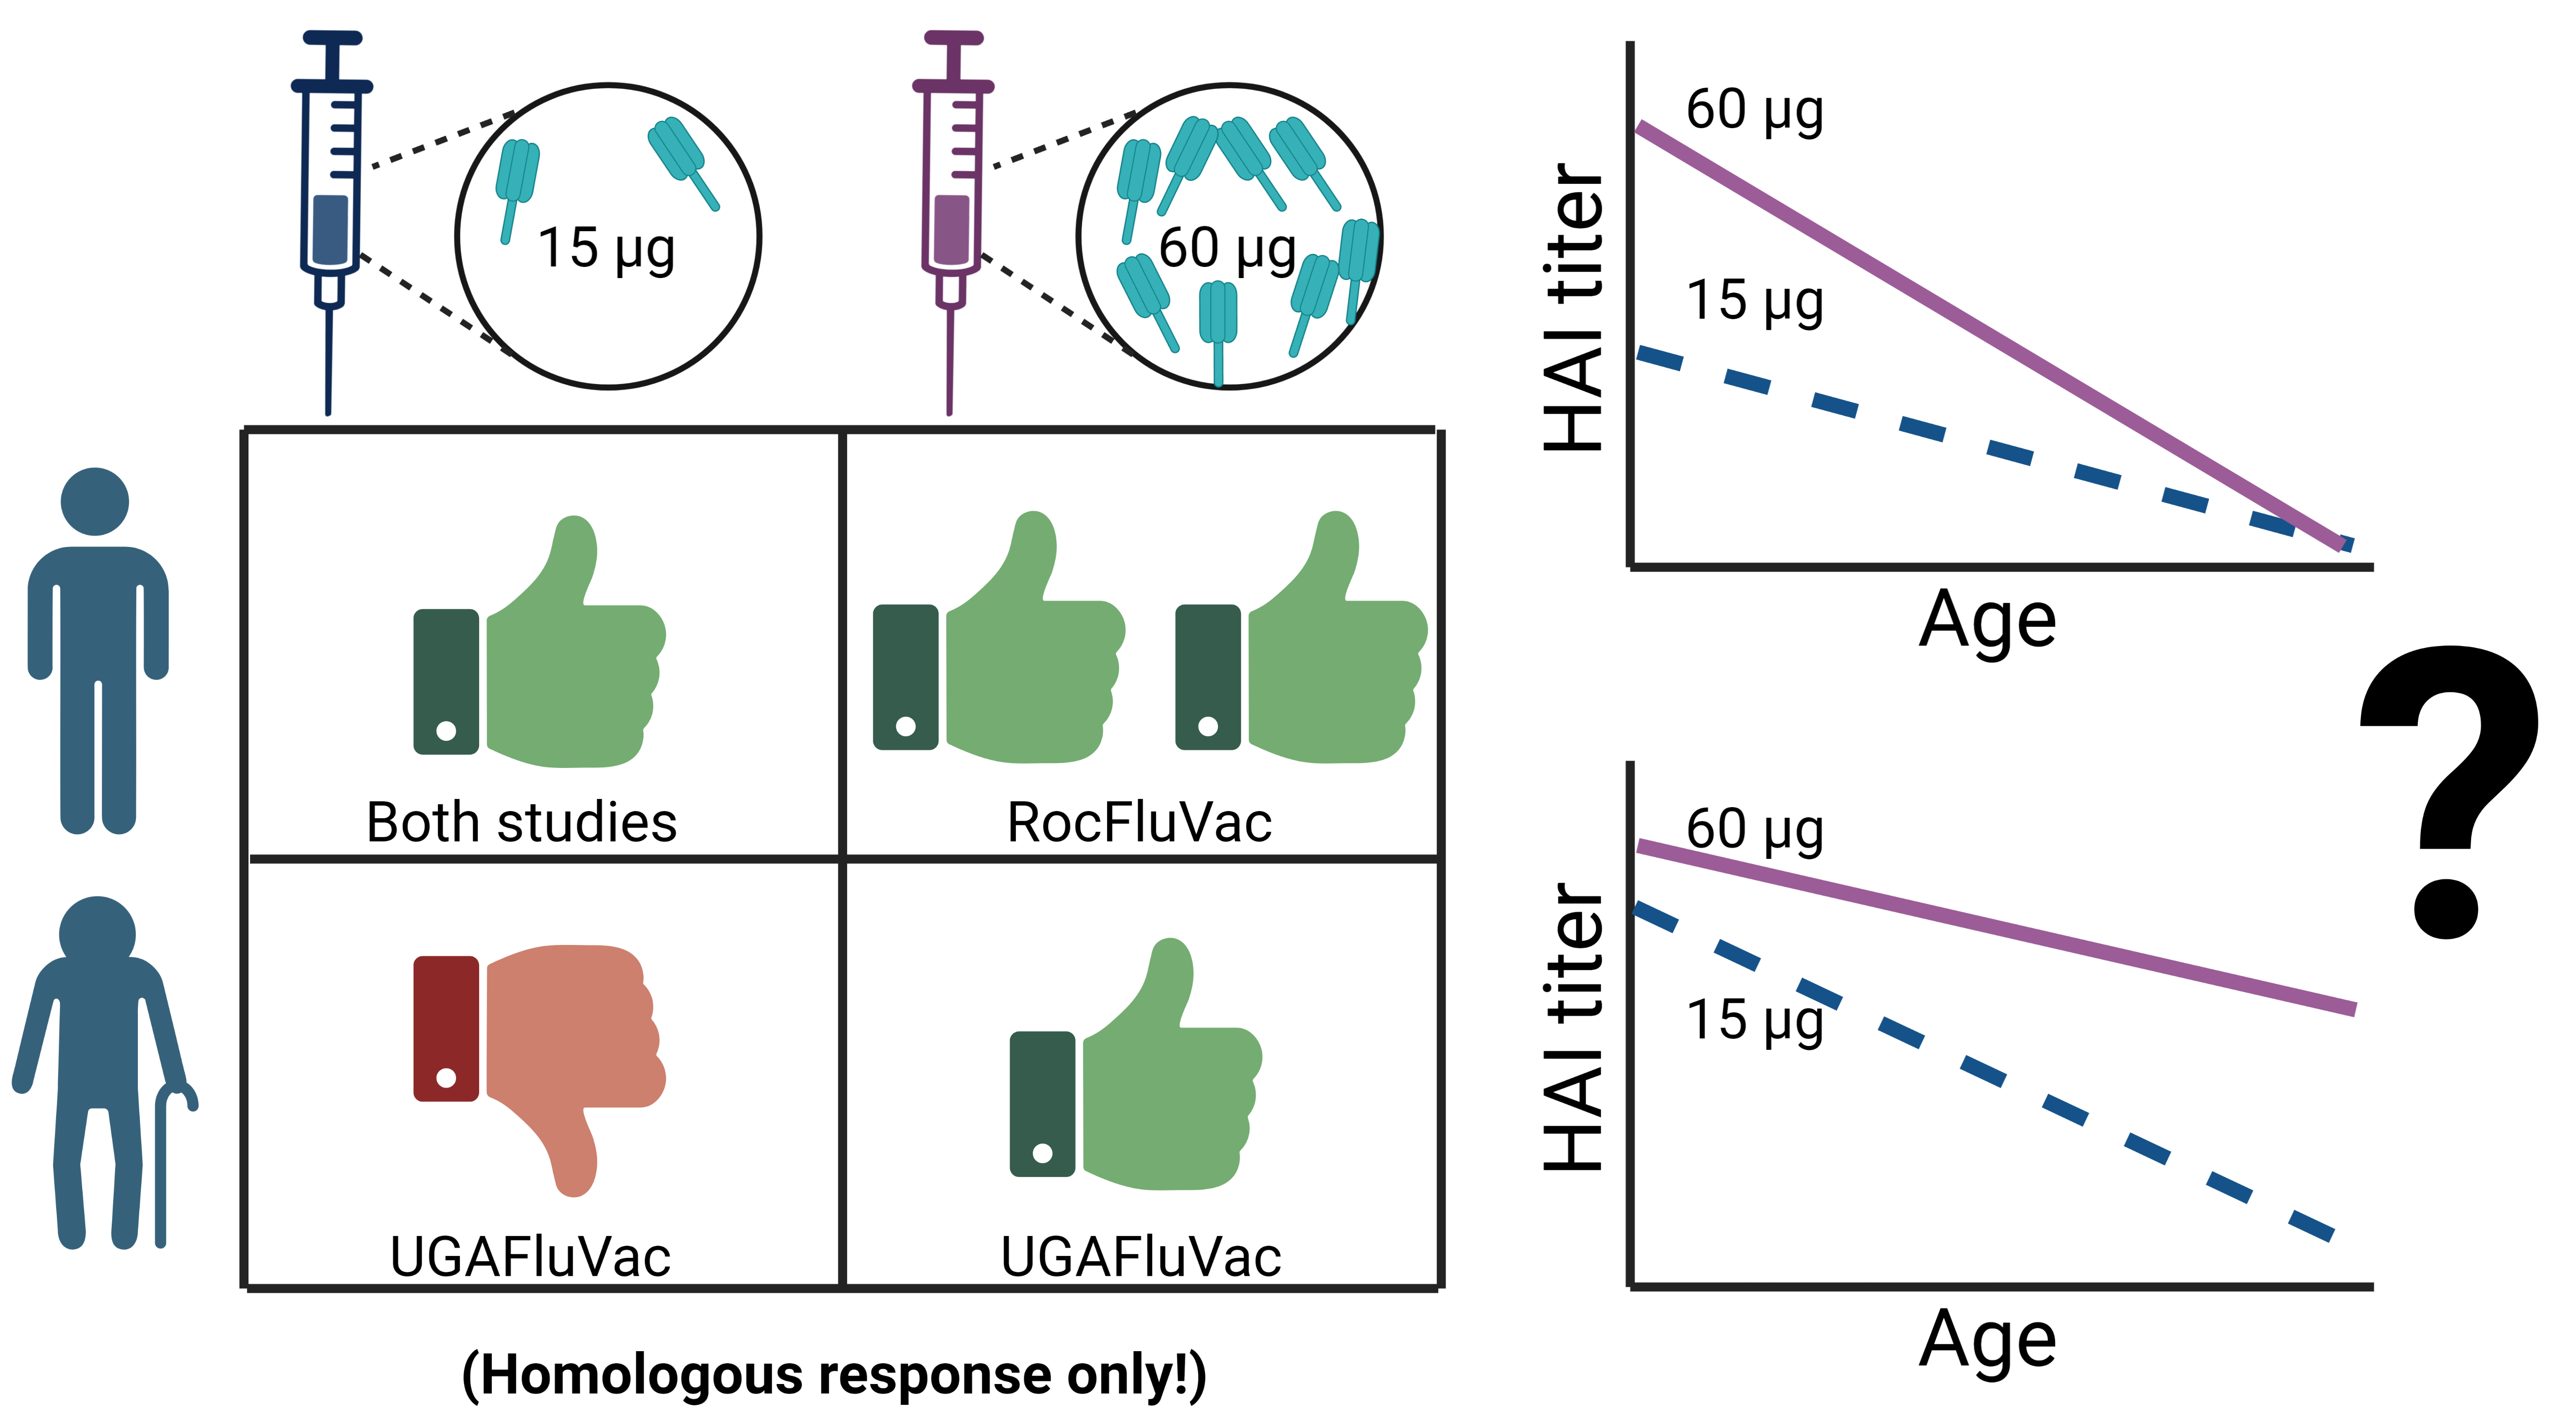 15 µg
60 µg
Both studies
RocFluVac
UGAFluVac
UGAFluVac
(Homologous response only!)
HAI titer
60 µg
15 µg
Age
?
HAI titer
60 µg
15 µg
Age